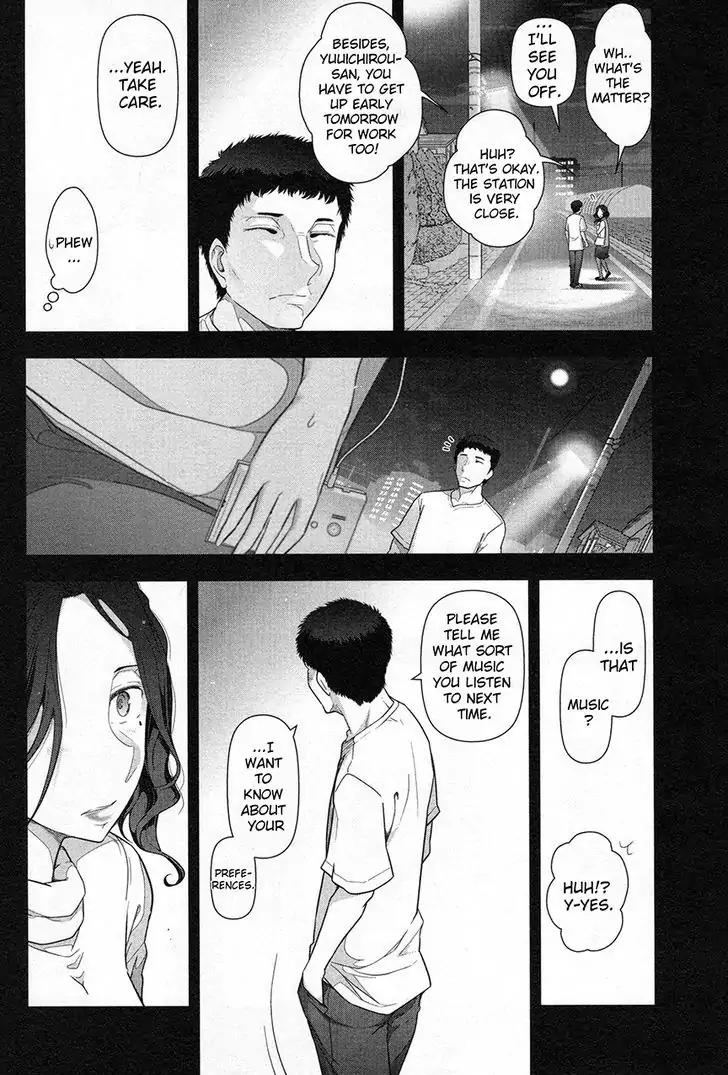 WH..
WHAT'S
THE
MATTER?
...
I'LL
SEE
YOU
OFF.
HUH?
THAT'S OKAY.
THE STATION
IS VERY
CLOSE.
BESIDES,
YUUICHIROU-
SAN, YOU
HAVE TO GET
UP EARLY
TOMORROW
FOR WORK
TOO!
...YEAH.
TAKE
CARE.
PHEW
...
...IS
THAT
MUSIC
?
HUH!?
Y-YES.
PLEASE
TELL ME
WHAT SORT
OF MUSIC
YOU LISTEN
TO NEXT
TIME.
...I
WANT
TO
KNOW
ABOUT
YOUR
PREFE-
RENCES.